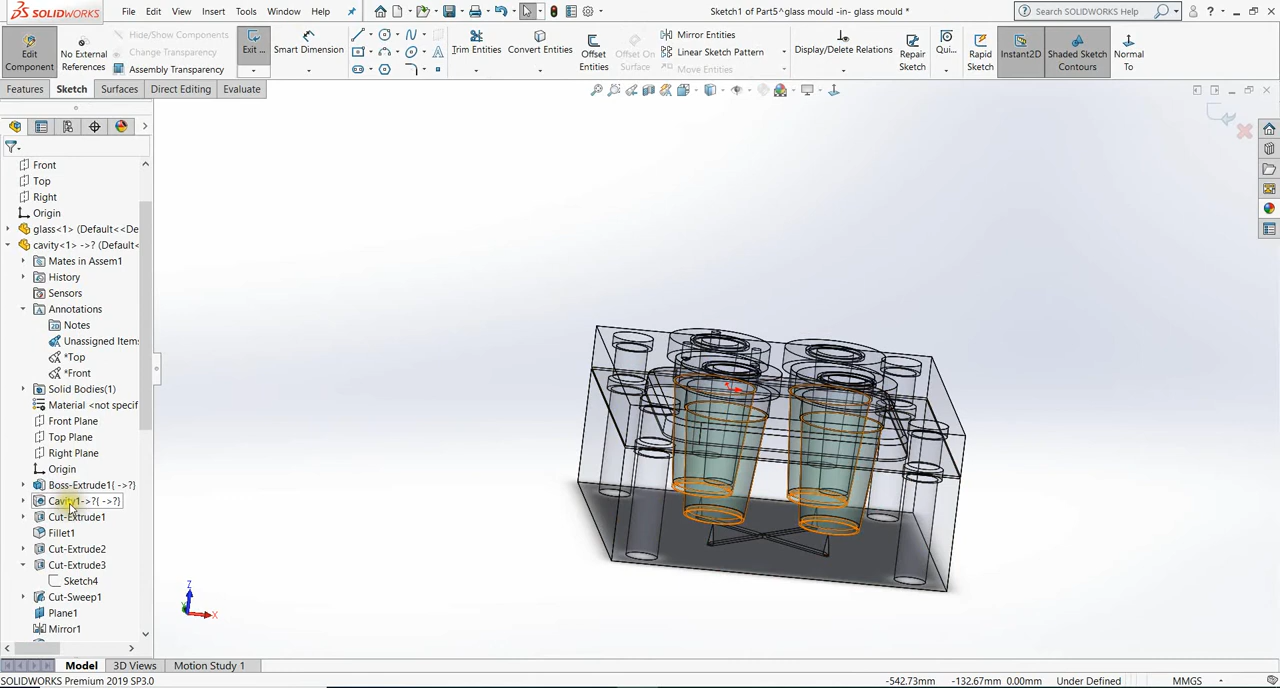 SOLIDWORKS File Edit View Insert Tools Window Help Sketch1 of Part5^glass mould -in- glass mould * Search SOLIDWORKS Help
Edit Component
No External References
Hide/Show Components
Change Transparency
Assembly Transparency
Exit ...
Smart Dimension
Trim Entities
Convert Entities
Offset Entities
Offset On Surface
Mirror Entities
Linear Sketch Pattern
Move Entities
Display/Delete Relations
Repair Sketch
Qui...
Rapid Sketch
Instant2D
Shaded Sketch Contours
Normal To
Features Sketch Surfaces Direct Editing Evaluate
Front
Top
Right
Origin
glass<1> (Default<<De
cavity<1> ->? (Default<
Mates in Assem1
History
Sensors
Annotations
Notes
Unassigned Items
*Top
*Front
Solid Bodies(1)
Material <not specif
Front Plane
Top Plane
Right Plane
Origin
Boss-Extrude1{ ->?}
Cavity1->?{ ->?}
Cut-Extrude1
Fillet1
Cut-Extrude2
Cut-Extrude3
Sketch4
Cut-Sweep1
Plane1
Mirror1
Z
X
Model 3D Views Motion Study 1
SOLIDWORKS Premium 2019 SP3.0 -542.73mm -132.67mm 0.00mm Under Defined MMGS